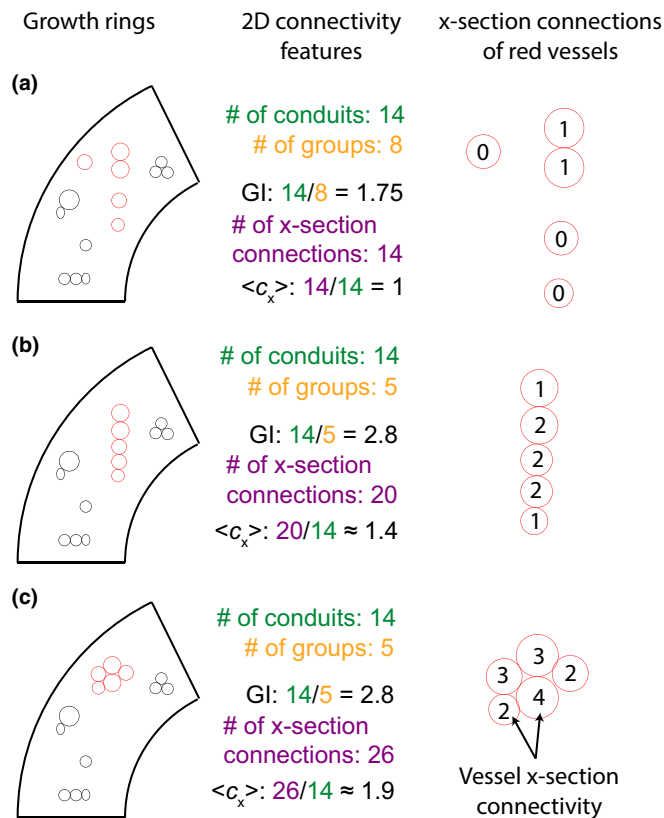 Growth rings
2D connectivity
features
x-section connections
of red vessels
(a)
# of conduits: 14
# of groups: 8
GI: 14/8 = 1.75
# of x-section
connections: 14
<cₓ>: 14/14 = 1
0
1
1
0
0
(b)
# of conduits: 14
# of groups: 5
GI: 14/5 = 2.8
# of x-section
connections: 20
<cₓ>: 20/14 ≈ 1.4
1
2
2
2
1
(c)
# of conduits: 14
# of groups: 5
GI: 14/5 = 2.8
# of x-section
connections: 26
<cₓ>: 26/14 ≈ 1.9
3
3
2
4
2
Vessel x-section
connectivity